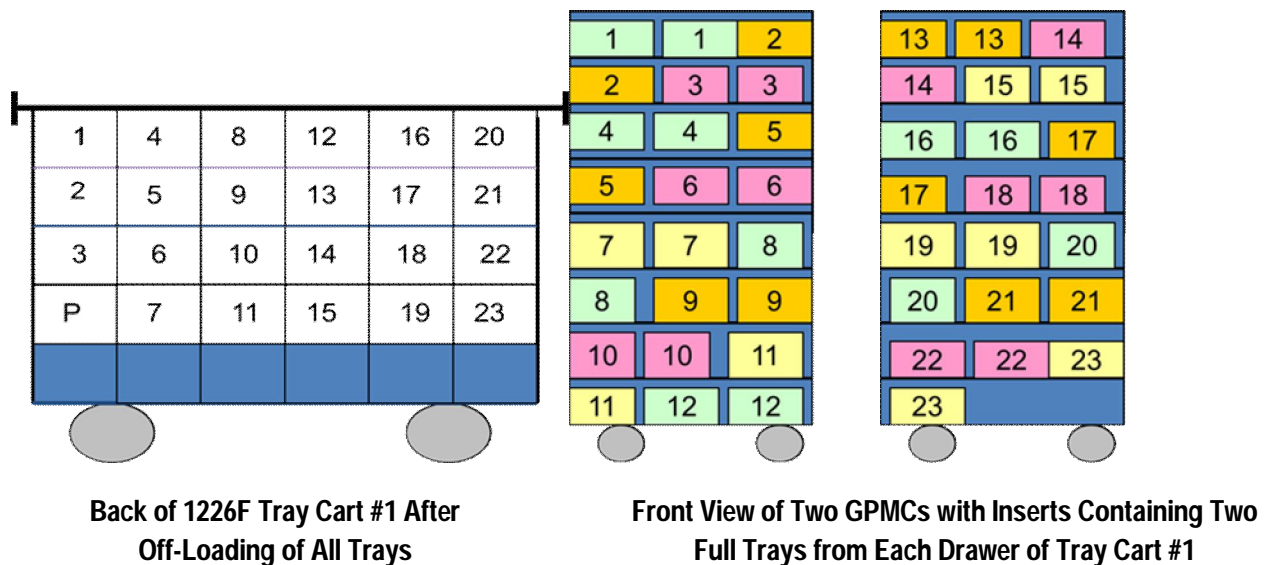 1 4 8 12 16 20
2 5 9 13 17 21
3 6 10 14 18 22
P 7 11 15 19 23
1 1 2
2 3 3
4 4 5
5 6 6
7 7 8
8 9 9
10 10 11
11 12 12
13 13 14
14 15 15
16 16 17
17 18 18
19 19 20
20 21 21
22 22 23
23
Back of 1226F Tray Cart #1 After
Off-Loading of All Trays
Front View of Two GPMCs with Inserts Containing Two
Full Trays from Each Drawer of Tray Cart #1